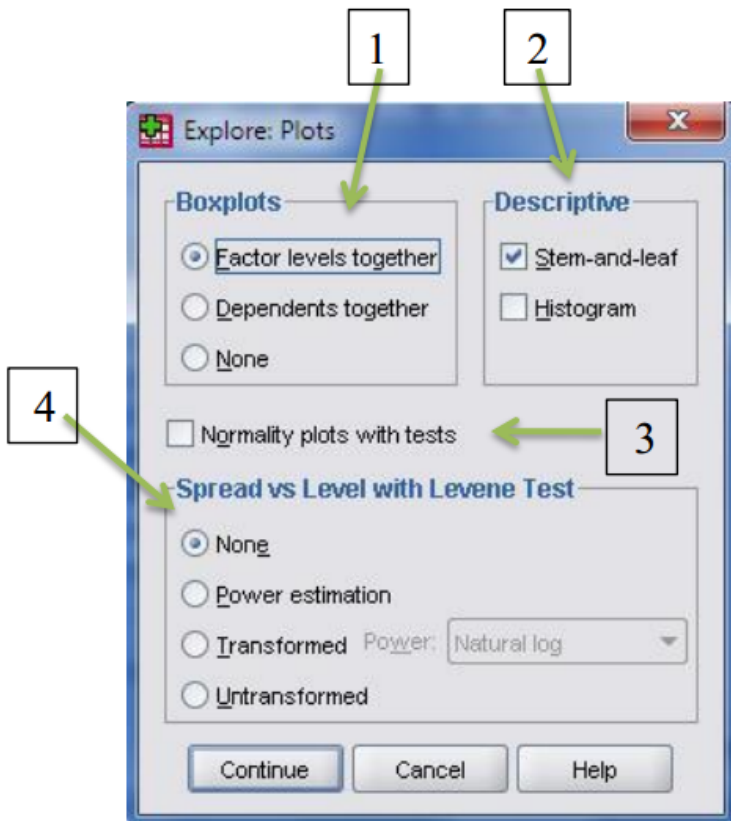 1 2
Explore: Plots
Boxplots Descriptive
Factor levels together Stem-and-leaf
Dependents together Histogram
None
4
Normality plots with tests 3
Spread vs Level with Levene Test
None
Power estimation
Transformed Power: Natural log
Untransformed
Continue Cancel Help